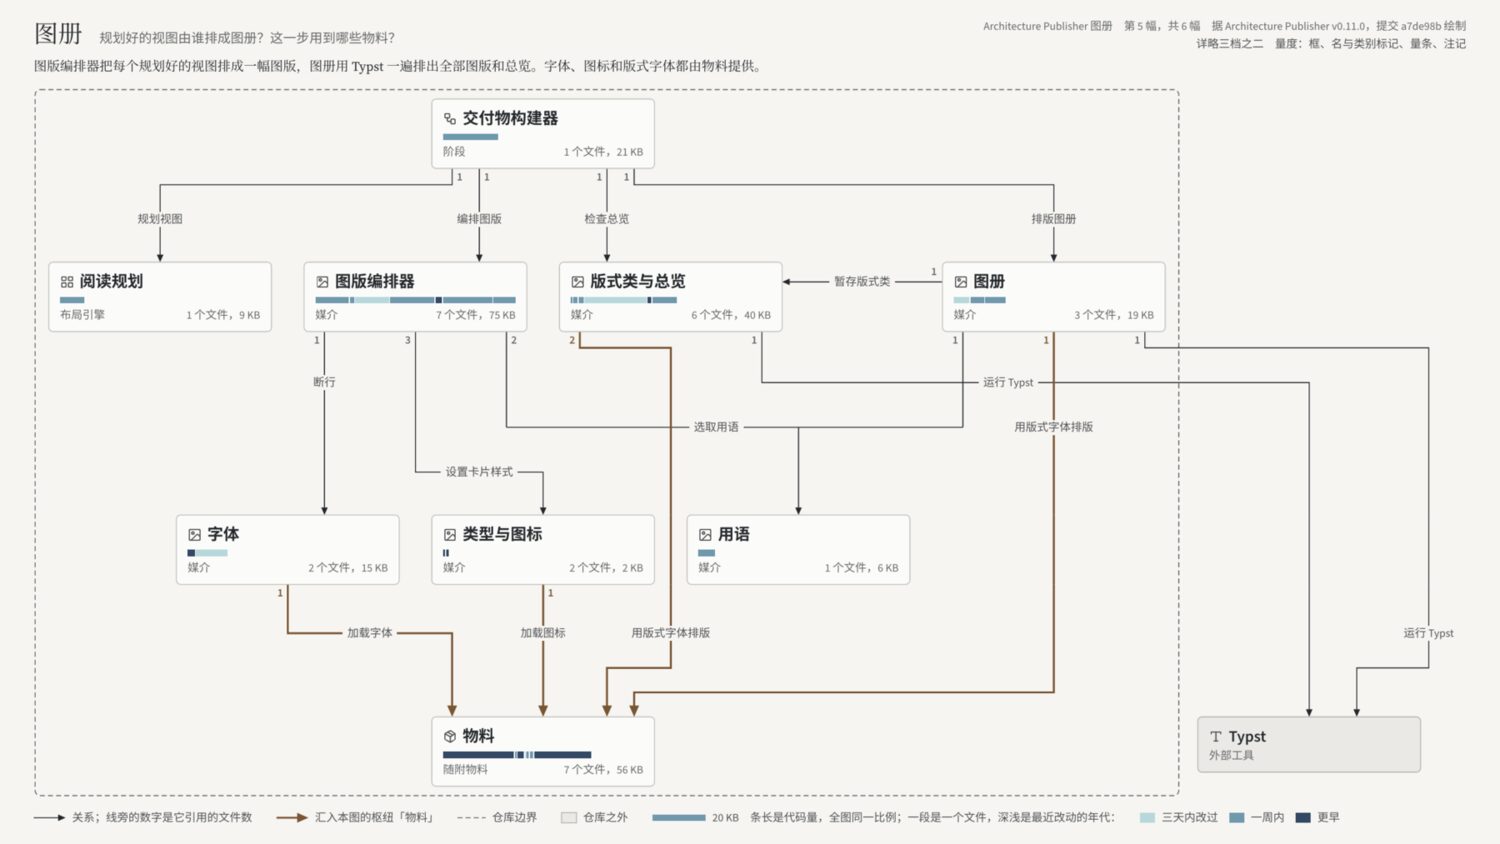 图册 规划好的视图由谁排成图册？这一步用到哪些物料？
Architecture Publisher 图册 第 5 幅，共 6 幅 据 Architecture Publisher v0.11.0，提交 a7de98b 绘制
详略三档之二 量度：框、名与类别标记、量条、注记
图版编排器把每个规划好的视图排成一幅图版，图册用 Typst 一遍排出全部图版和总览。字体、图标和版式字体都由物料提供。
交付物构建器
阶段 1 个文件，21 KB
1 1 1 1
规划视图 编排图版 检查总览 排版图册
阅读规划
布局引擎 1 个文件，9 KB
图版编排器
媒介 7 个文件，75 KB
版式类与总览
媒介 6 个文件，40 KB
1
暂存版式类
图册
媒介 3 个文件，19 KB
1 3 2 2 1 1 1 1
断行 运行 Typst
选取用语 用版式字体排版
设置卡片样式
字体
媒介 2 个文件，15 KB
类型与图标
媒介 2 个文件，2 KB
用语
媒介 1 个文件，6 KB
1 1
加载字体 加载图标 用版式字体排版 运行 Typst
物料
随附物料 7 个文件，56 KB
Typst
外部工具
关系；线旁的数字是它引用的文件数 汇入本图的枢纽「物料」 仓库边界 仓库之外 20 KB 条长是代码量，全图同一比例；一段是一个文件，深浅是最近改动的年代： 三天内改过 一周内 更早